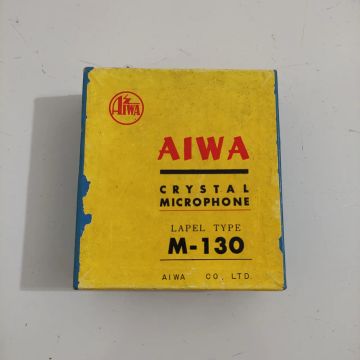 AIWA
AIWA
CRYSTAL
MICROPHONE
LAPEL TYPE
M-130
AIWA CO., LTD.